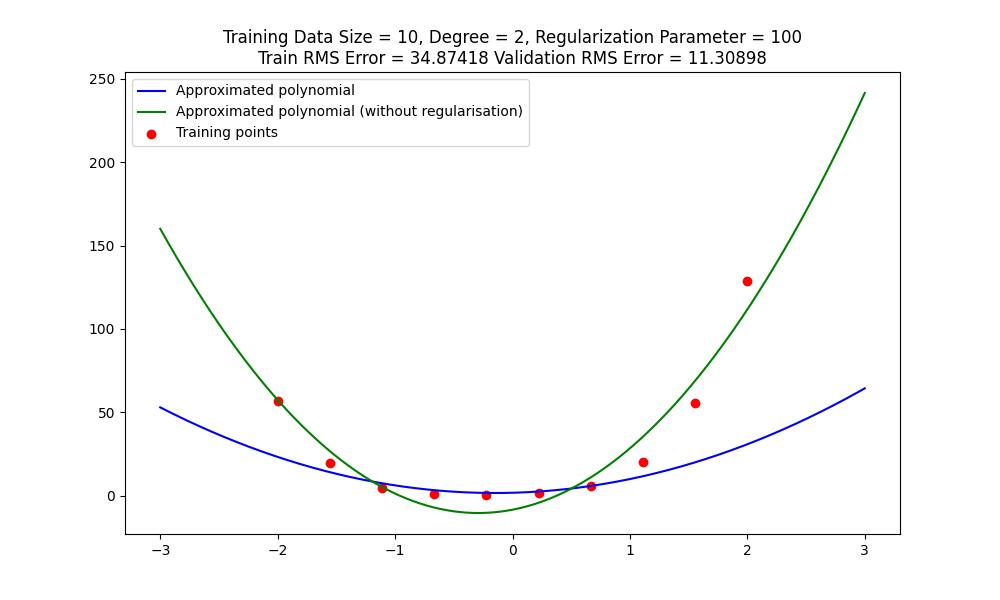 Training Data Size = 10, Degree = 2, Regularization Parameter = 100
Train RMS Error = 34.87418 Validation RMS Error = 11.30898
Approximated polynomial
Approximated polynomial (without regularisation)
Training points
250
200
150
100
50
0
−3
−2
−1
0
1
2
3